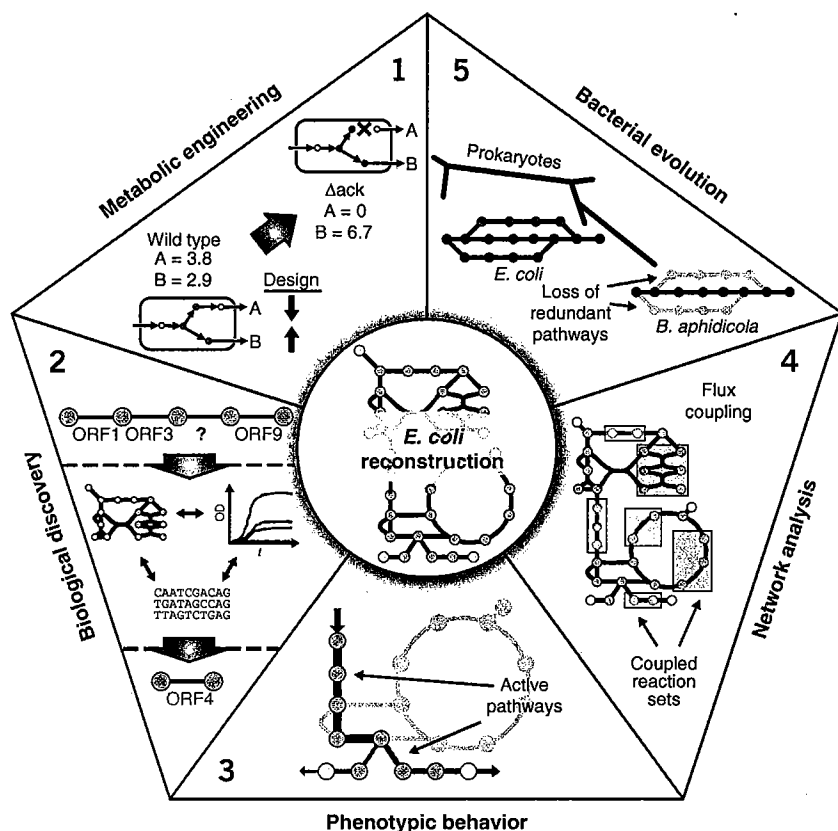 1
Metabolic engineering
A
B
Δack
A = 0
B = 6.7
Wild type
A = 3.8
B = 2.9
Design
A
B
5
Bacterial evolution
Prokaryotes
E. coli
Loss of
redundant
pathways
B. aphidicola
2
Biological discovery
ORF1 ORF3 ? ORF9
OD
t
CAATCGACAG
TGATAGCCAG
TTAGTCTGAG
ORF4
E. coli
reconstruction
4
Network analysis
Flux
coupling
Coupled
reaction
sets
3
Active
pathways
Phenotypic behavior